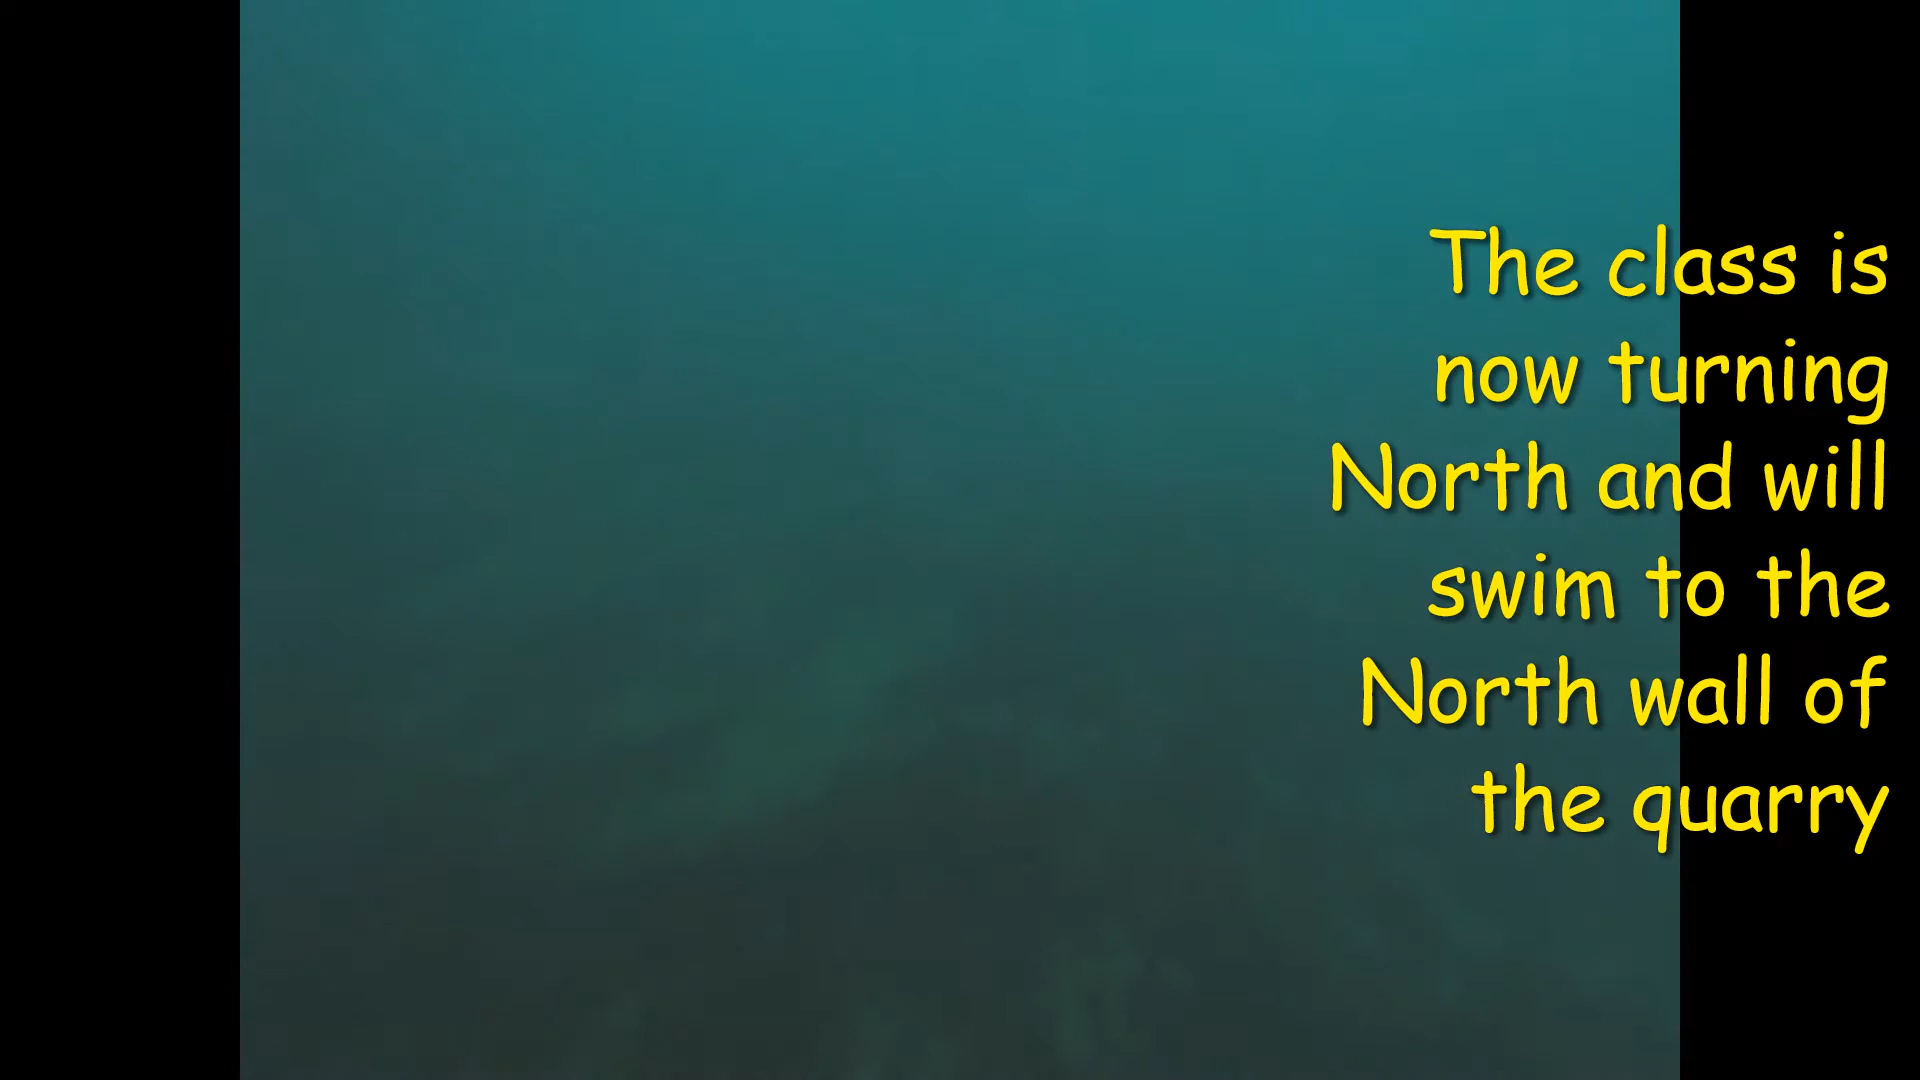 The class is
now turning
North and will
swim to the
North wall of
the quarry